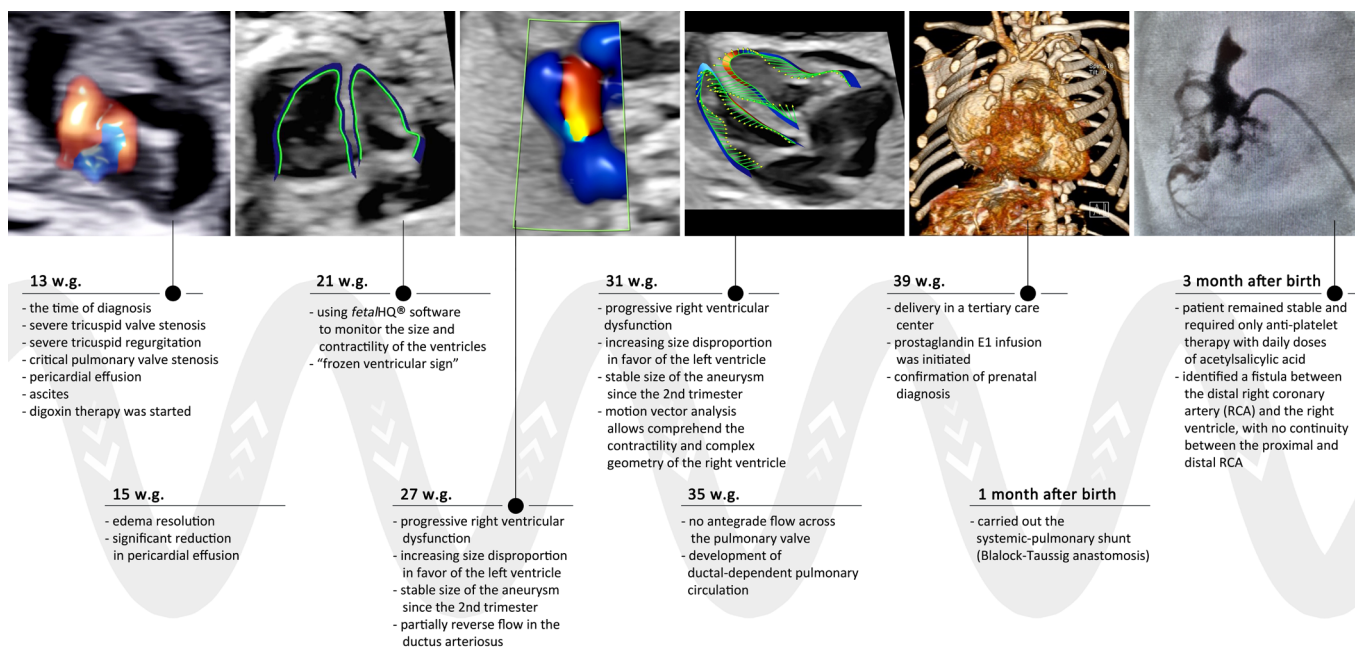 13 w.g.
- the time of diagnosis
- severe tricuspid valve stenosis
- severe tricuspid regurgitation
- critical pulmonary valve stenosis
- pericardial effusion
- ascites
- digoxin therapy was started
15 w.g.
- edema resolution
- significant reduction
in pericardial effusion
21 w.g.
- using fetalHQ® software
to monitor the size and
contractility of the ventricles
- “frozen ventricular sign”
27 w.g.
- progressive right ventricular
dysfunction
- increasing size disproportion
in favor of the left ventricle
- stable size of the aneurysm
since the 2nd trimester
- partially reverse flow in the
ductus arteriosus
31 w.g.
- progressive right ventricular
dysfunction
- increasing size disproportion
in favor of the left ventricle
- stable size of the aneurysm
since the 2nd trimester
- motion vector analysis
allows comprehend the
contractility and complex
geometry of the right ventricle
35 w.g.
- no antegrade flow across
the pulmonary valve
- development of
ductal-dependent pulmonary
circulation
39 w.g.
- delivery in a tertiary care
center
- prostaglandin E1 infusion
was initiated
- confirmation of prenatal
diagnosis
1 month after birth
- carried out the
systemic-pulmonary shunt
(Blalock-Taussig anastomosis)
3 month after birth
- patient remained stable and
required only anti-platelet
therapy with daily doses
of acetylsalicylic acid
- identified a fistula between
the distal right coronary
artery (RCA) and the right
ventricle, with no continuity
between the proximal and
distal RCA